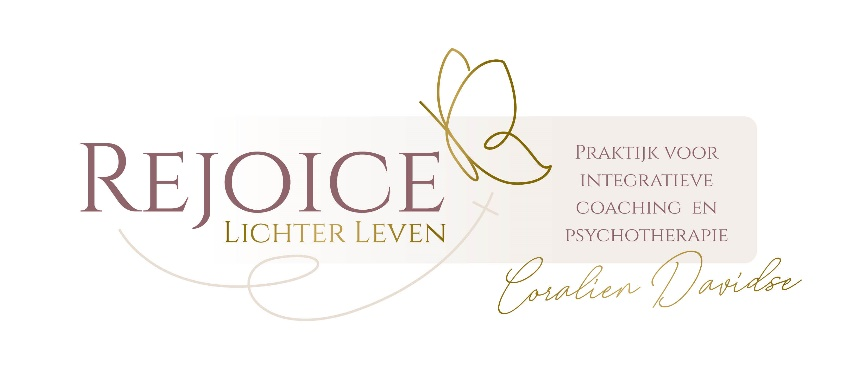 Rejoice
Lichter Leven
Praktijk voor
integratieve
coaching en
psychotherapie
Coralien Davidse